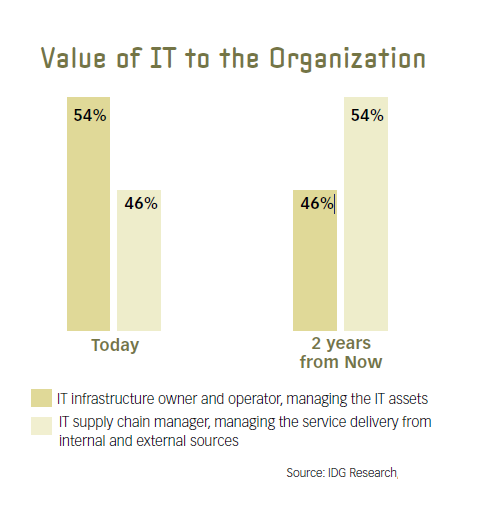 Value of IT to the Organization
54%
46%
46%
54%
Today
2 years
from Now
IT infrastructure owner and operator, managing the IT assets
IT supply chain manager, managing the service delivery from
internal and external sources
Source: IDG Research,